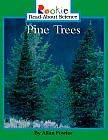 Rookie
Read-About Science
Pine Trees
By Allan Fowler